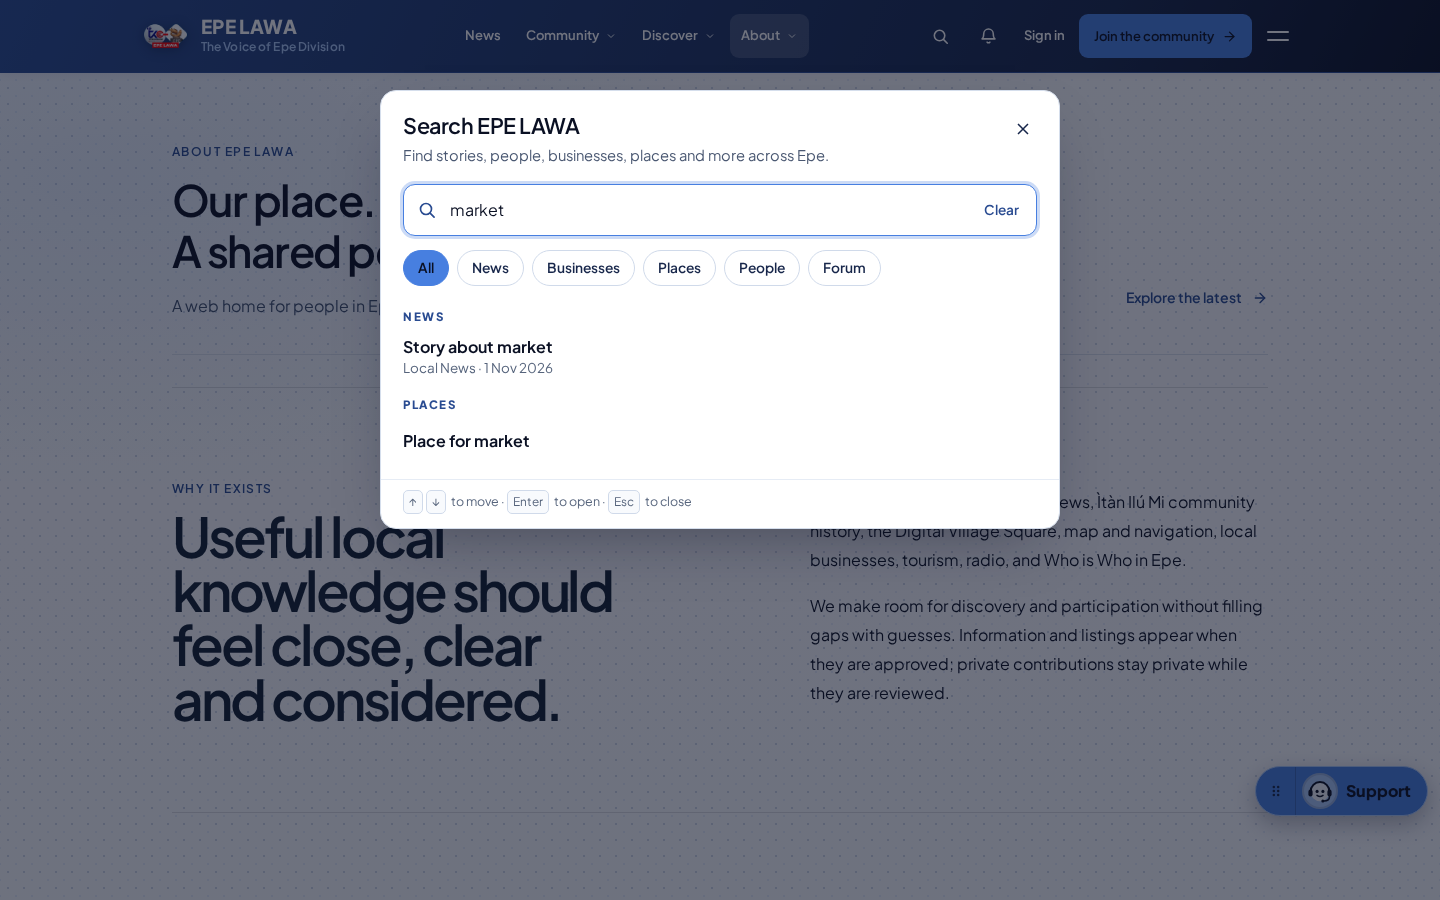 EPE LAWA
The Voice of Epe Division
News
Community
Discover
About
Sign in
Join the community
Search EPE LAWA
Find stories, people, businesses, places and more across Epe.
market
Clear
All
News
Businesses
Places
People
Forum
NEWS
Story about market
Local News · 1 Nov 2026
PLACES
Place for market
↑ ↓ to move · Enter to open · Esc to close
ABOUT EPE LAWA
Our place.
A shared
A web home for people in
Explore the latest →
WHY IT EXISTS
Useful local
knowledge should
feel close, clear
and considered.
Ìtàn Ilú Mi community
history, the Digital Village Square, map and navigation, local
businesses, tourism, radio, and Who is Who in Epe.
We make room for discovery and participation without filling
gaps with guesses. Information and listings appear when
they are approved; private contributions stay private while
they are reviewed.
Support